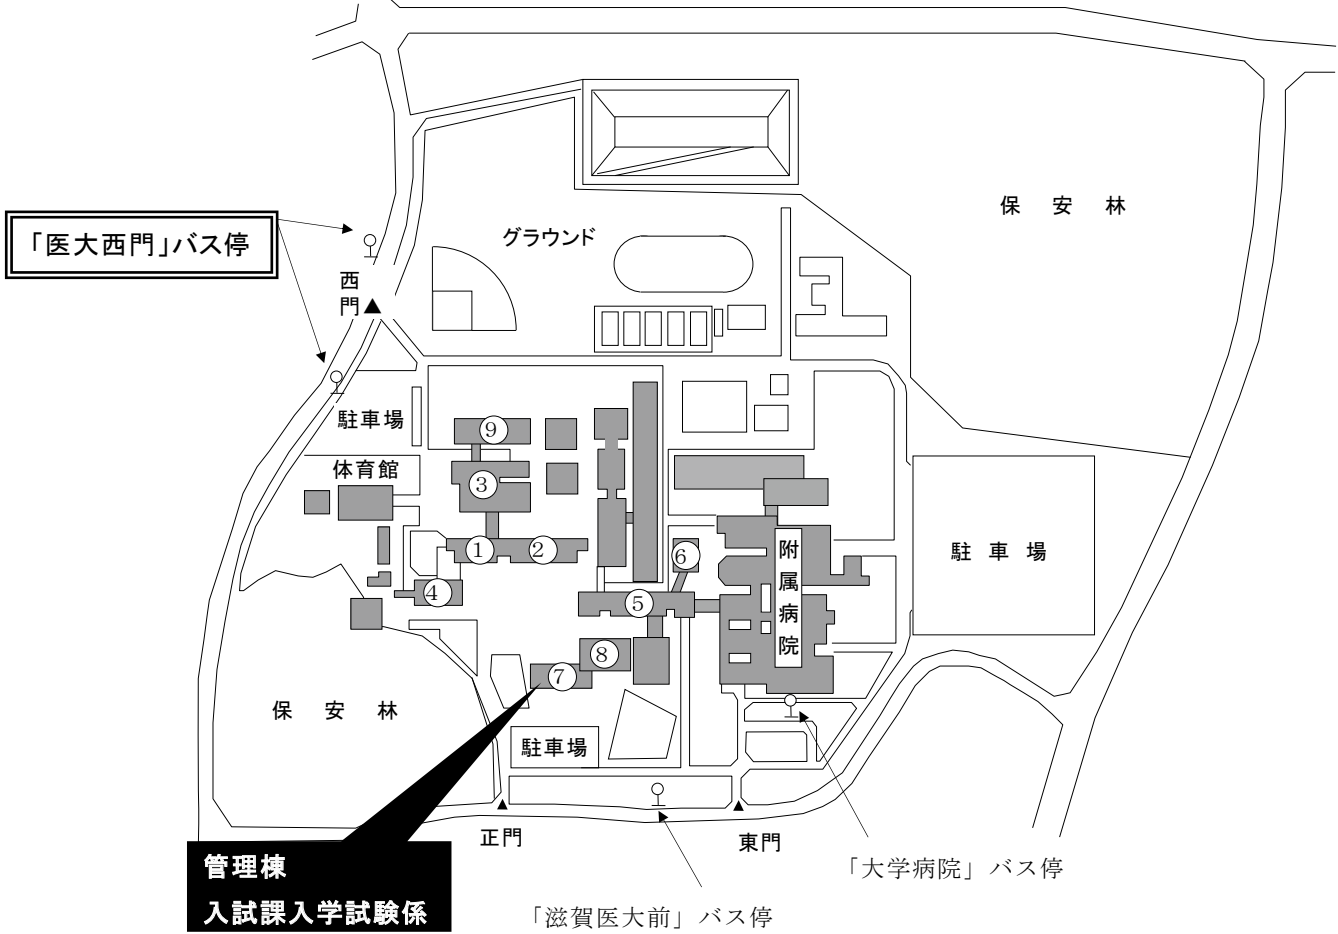 保安林
グラウンド
「医大西門」バス停
西門
駐車場
⑨
体育館
③
①
②
⑥
附属病院
駐車場
④
⑤
⑧
⑦
保安林
駐車場
正門
東門
管理棟
入試課入学試験係
「大学病院」バス停
「滋賀医大前」バス停